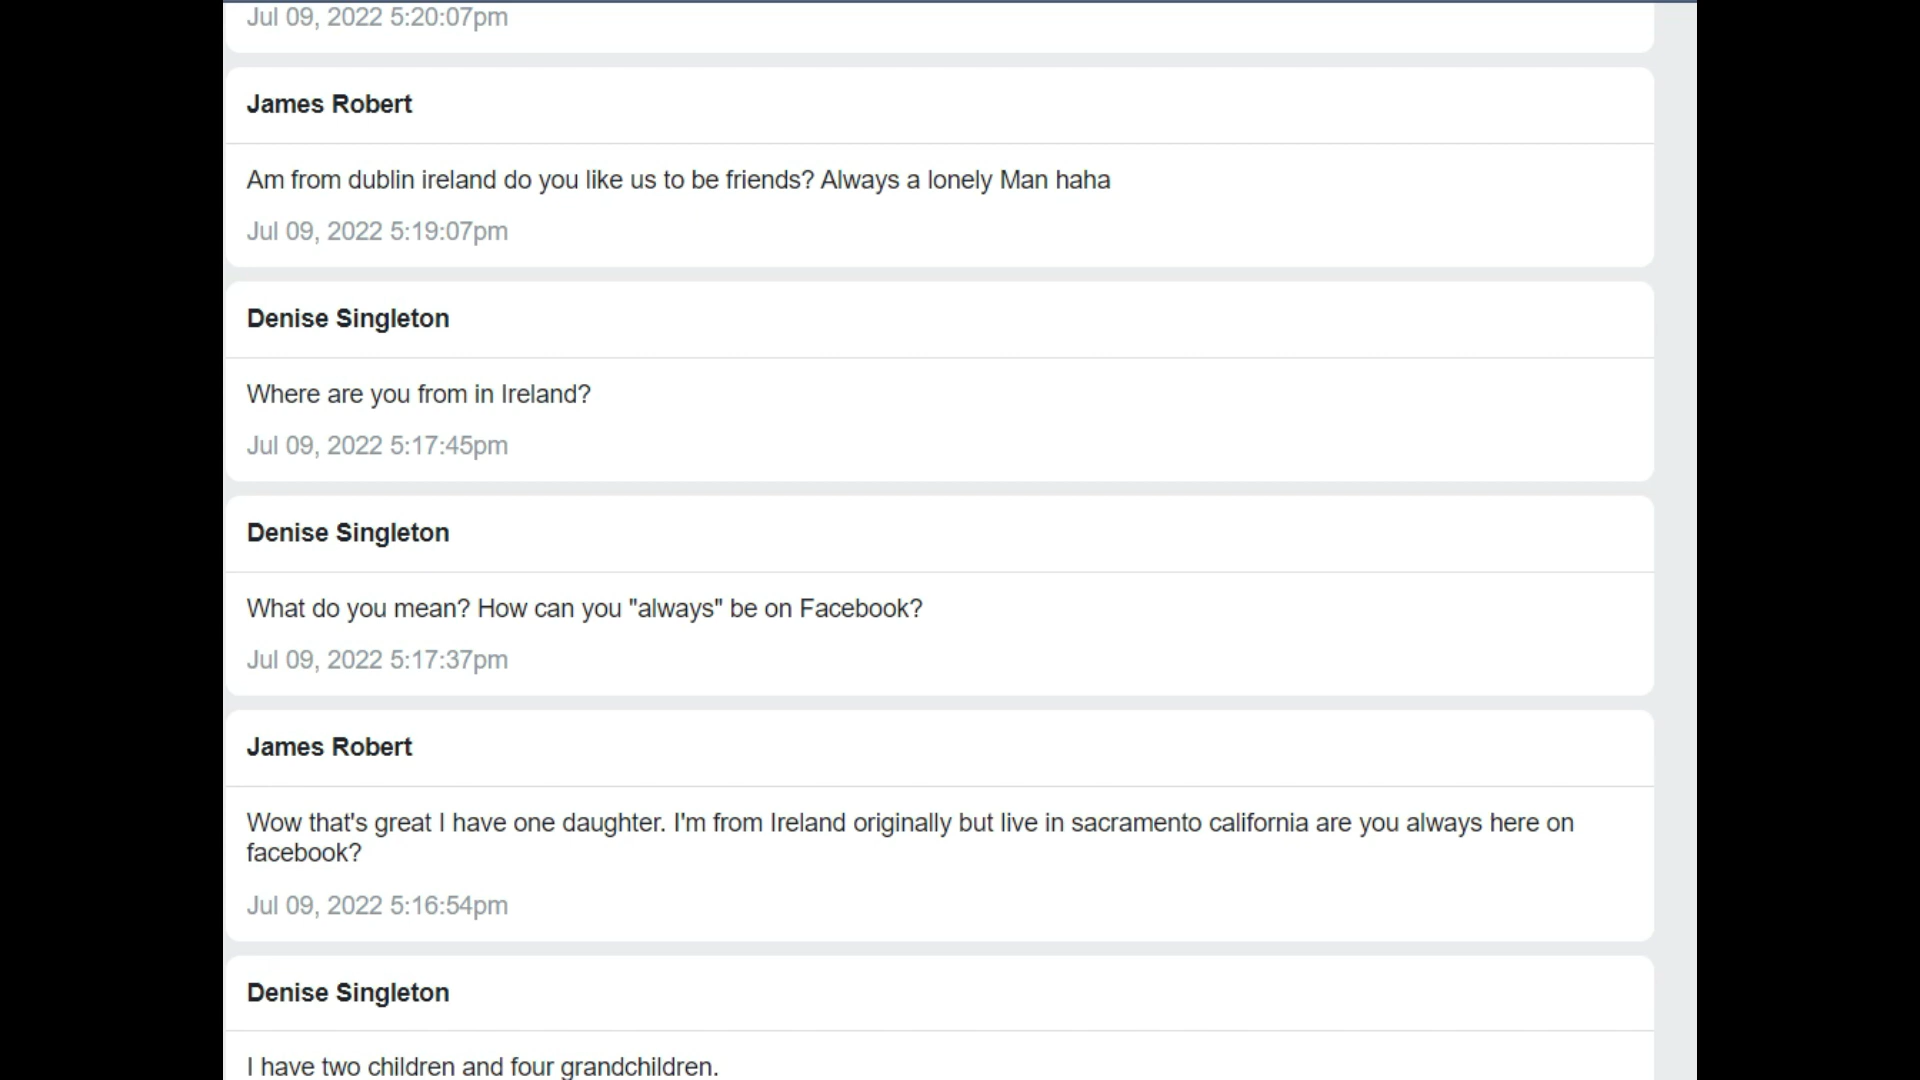 Jul 09, 2022 5:20:07pm
James Robert
Am from dublin ireland do you like us to be friends? Always a lonely Man haha
Jul 09, 2022 5:19:07pm
Denise Singleton
Where are you from in Ireland?
Jul 09, 2022 5:17:45pm
Denise Singleton
What do you mean? How can you "always" be on Facebook?
Jul 09, 2022 5:17:37pm
James Robert
Wow that's great I have one daughter. I'm from Ireland originally but live in sacramento california are you always here on
facebook?
Jul 09, 2022 5:16:54pm
Denise Singleton
I have two children and four grandchildren.